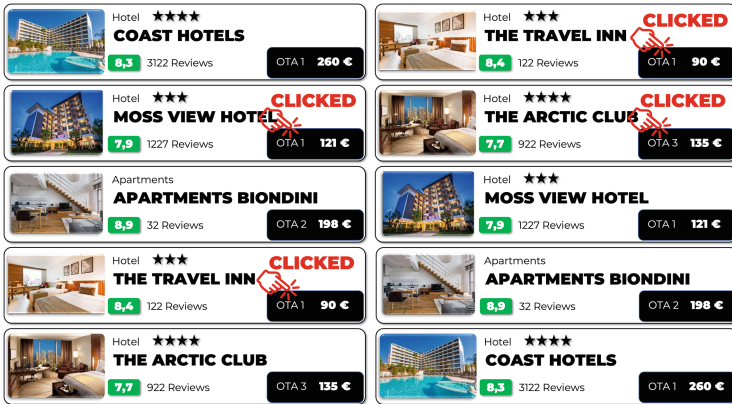 Hotel ★★★★
COAST HOTELS
8,3 3122 Reviews
OTA 1 260 €
Hotel ★★★
CLICKED
MOSS VIEW HOTEL
7,9 1227 Reviews
OTA 1 121 €
Apartments
APARTMENTS BIONDINI
8,9 32 Reviews
OTA 2 198 €
Hotel ★★★
CLICKED
THE TRAVEL INN
8,4 122 Reviews
OTA 1 90 €
Hotel ★★★★
THE ARCTIC CLUB
7,7 922 Reviews
OTA 3 135 €
Hotel ★★★
CLICKED
THE TRAVEL INN
8,4 122 Reviews
OTA 1 90 €
Hotel ★★★★
CLICKED
THE ARCTIC CLUB
7,7 922 Reviews
OTA 3 135 €
Hotel ★★★
MOSS VIEW HOTEL
7,9 1227 Reviews
OTA 1 121 €
Apartments
APARTMENTS BIONDINI
8,9 32 Reviews
OTA 2 198 €
Hotel ★★★★
COAST HOTELS
8,3 3122 Reviews
OTA 1 260 €